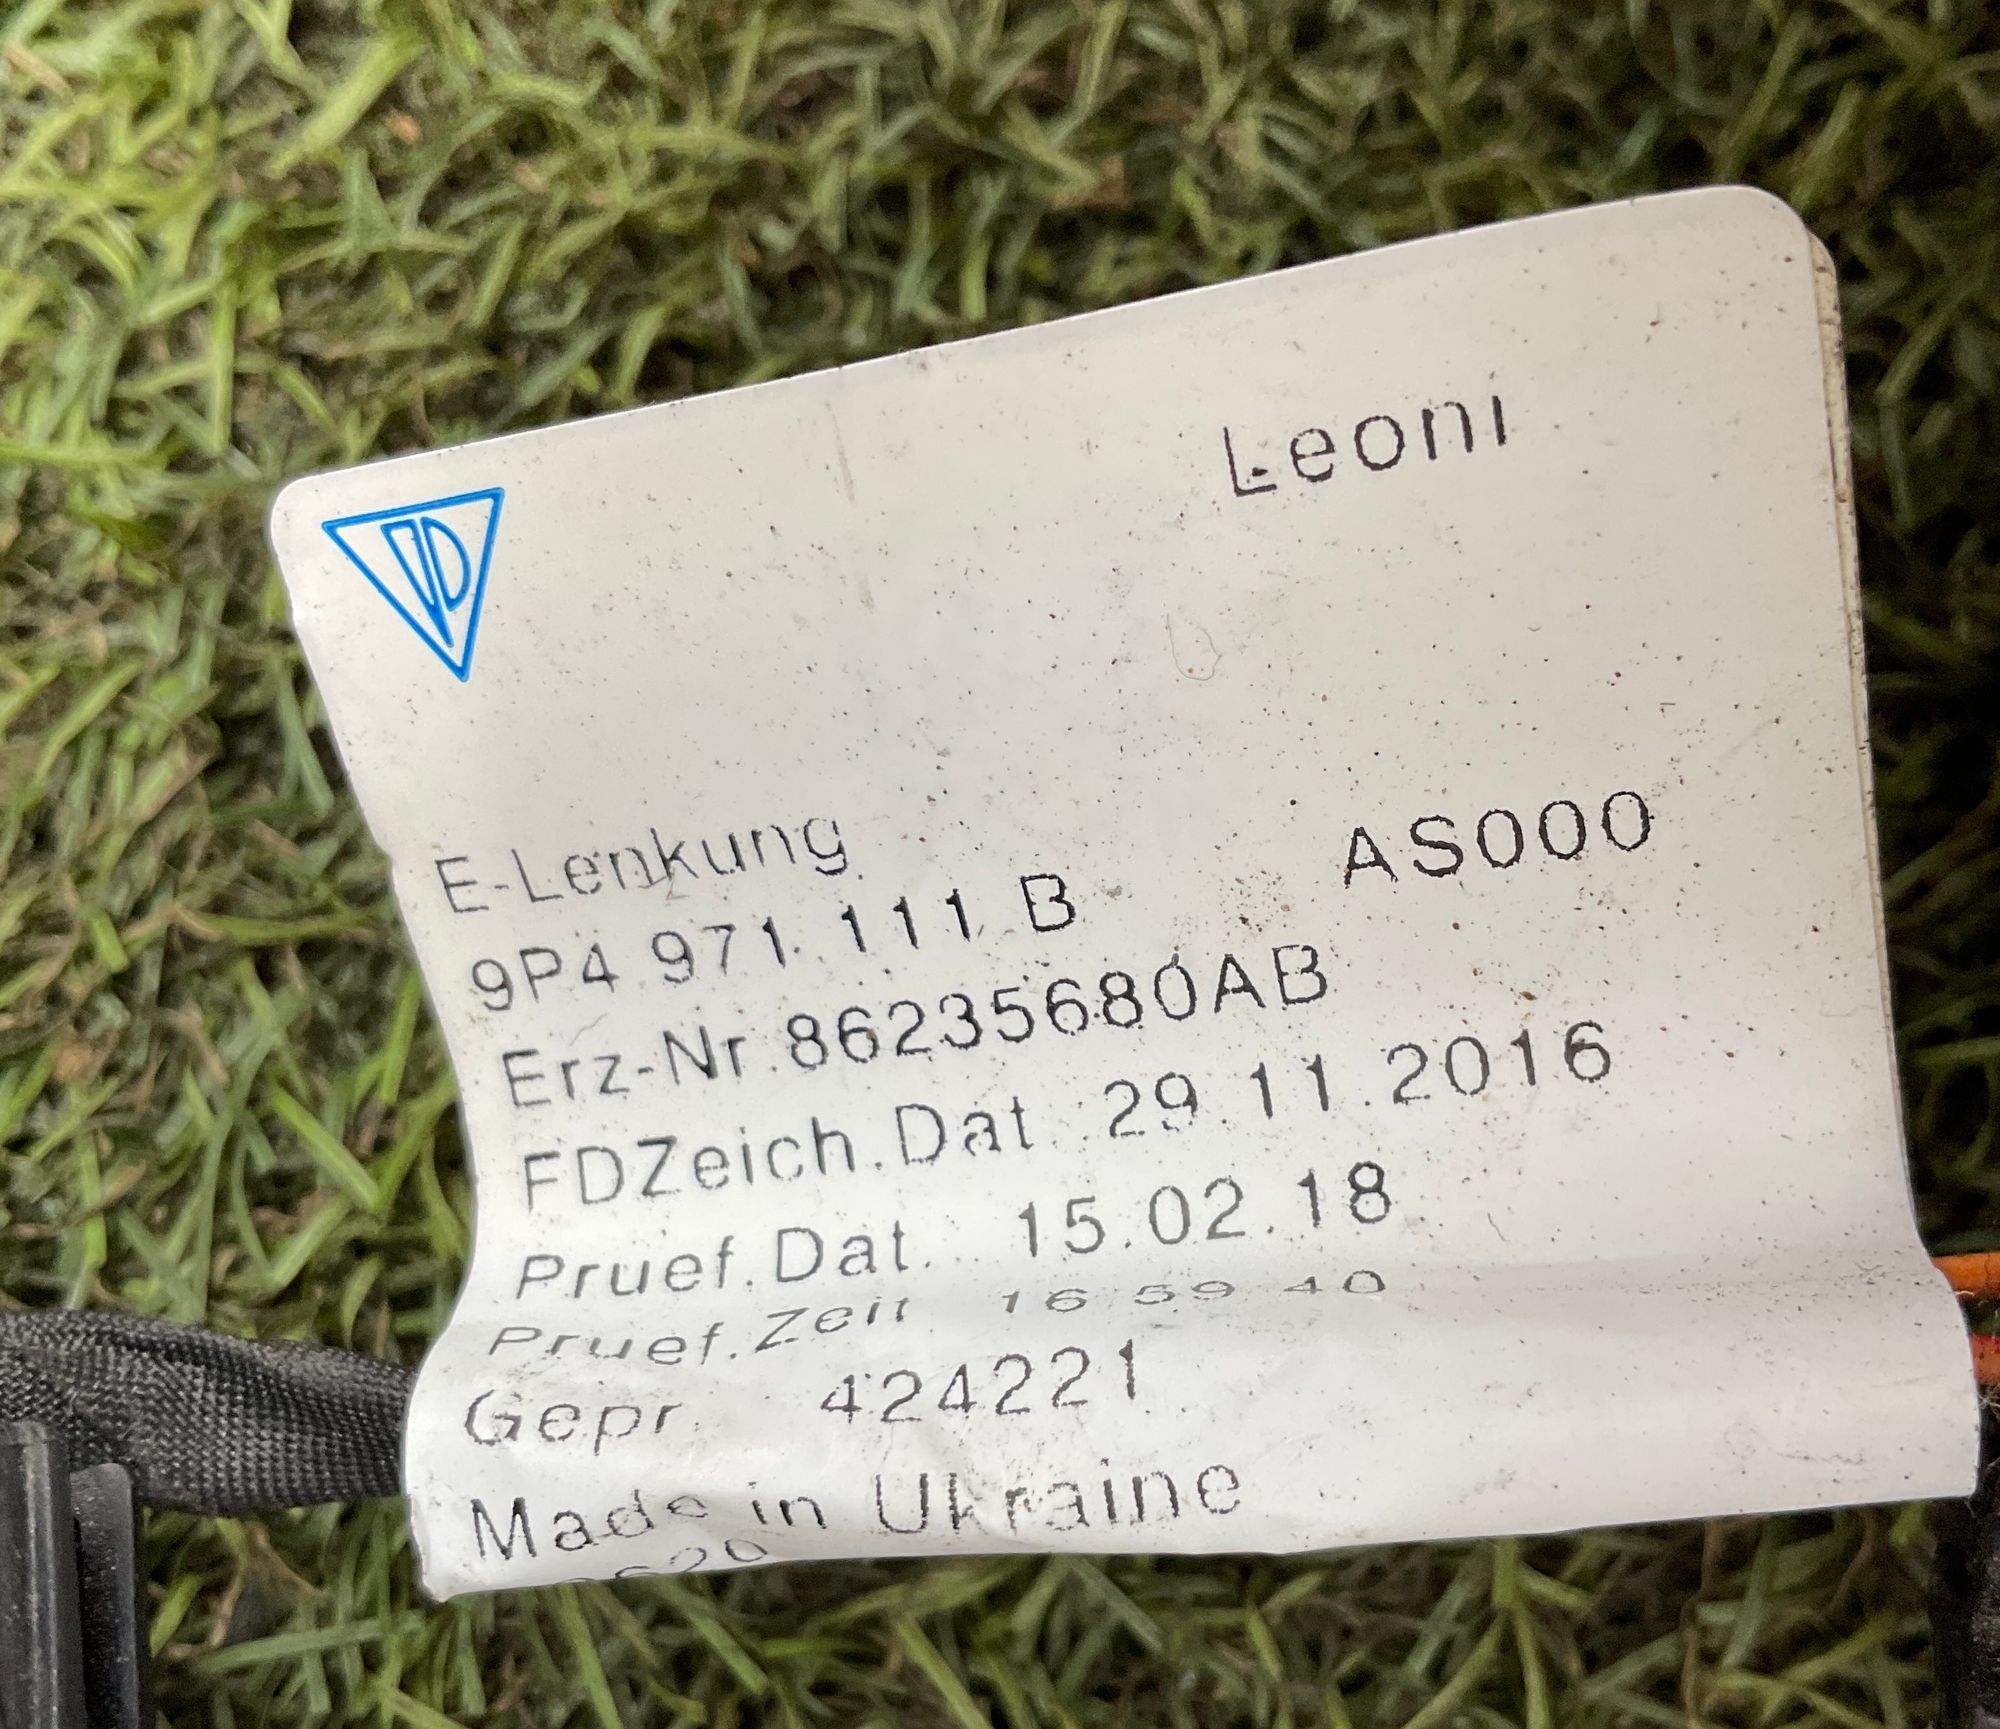 Leoni
E-Lenkung AS000
9P4 971 111 B
Erz-Nr.86235680AB
FDZeich.Dat. 29.11.2016
Pruef.Dat. 15.02.18
Pruef.Zeit 16 59 40
Gepr. 424221
Made in Ukraine